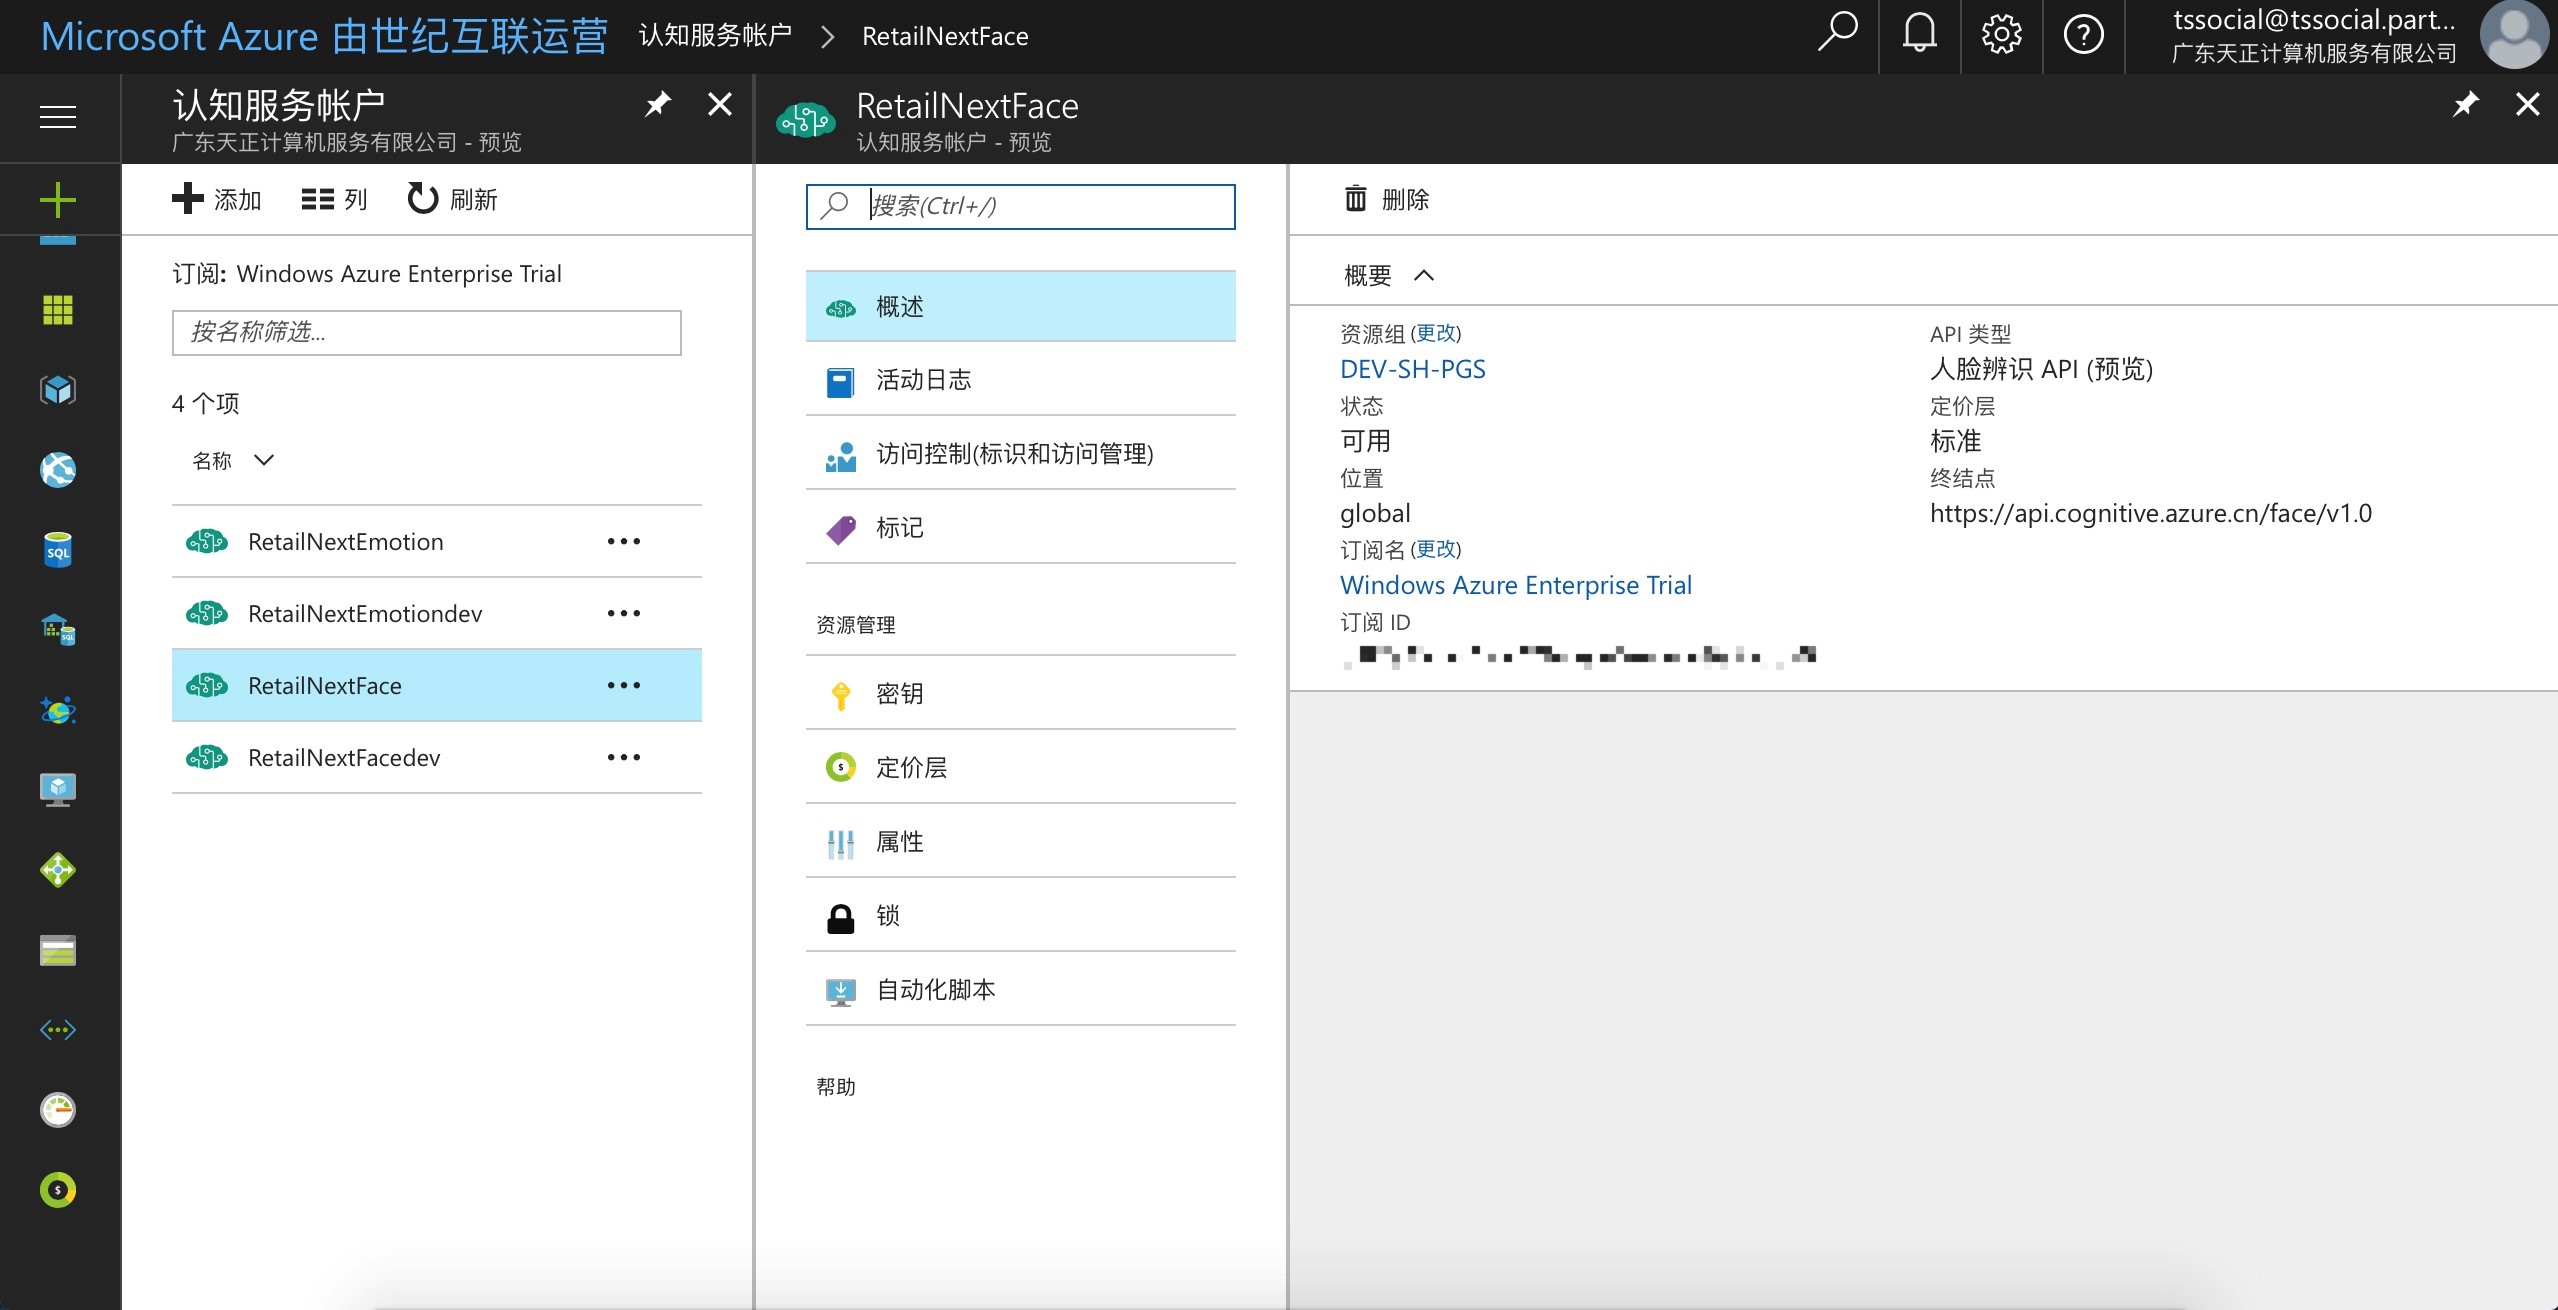 Microsoft Azure 由世纪互联运营
认知服务帐户 > RetailNextFace
tssocial@tssocial.part...
广东天正计算机服务有限公司
认知服务帐户
广东天正计算机服务有限公司 - 预览
添加 列 刷新
订阅: Windows Azure Enterprise Trial
按名称筛选...
4 个项
名称
RetailNextEmotion
RetailNextEmotiondev
RetailNextFace
RetailNextFacedev
RetailNextFace
认知服务帐户 - 预览
搜索(Ctrl+/)
概述
活动日志
访问控制(标识和访问管理)
标记
资源管理
密钥
定价层
属性
锁
自动化脚本
帮助
删除
概要
资源组 (更改)
DEV-SH-PGS
状态
可用
位置
global
订阅名 (更改)
Windows Azure Enterprise Trial
订阅 ID
API 类型
人脸辨识 API (预览)
定价层
标准
终结点
https://api.cognitive.azure.cn/face/v1.0
SQL
SQL